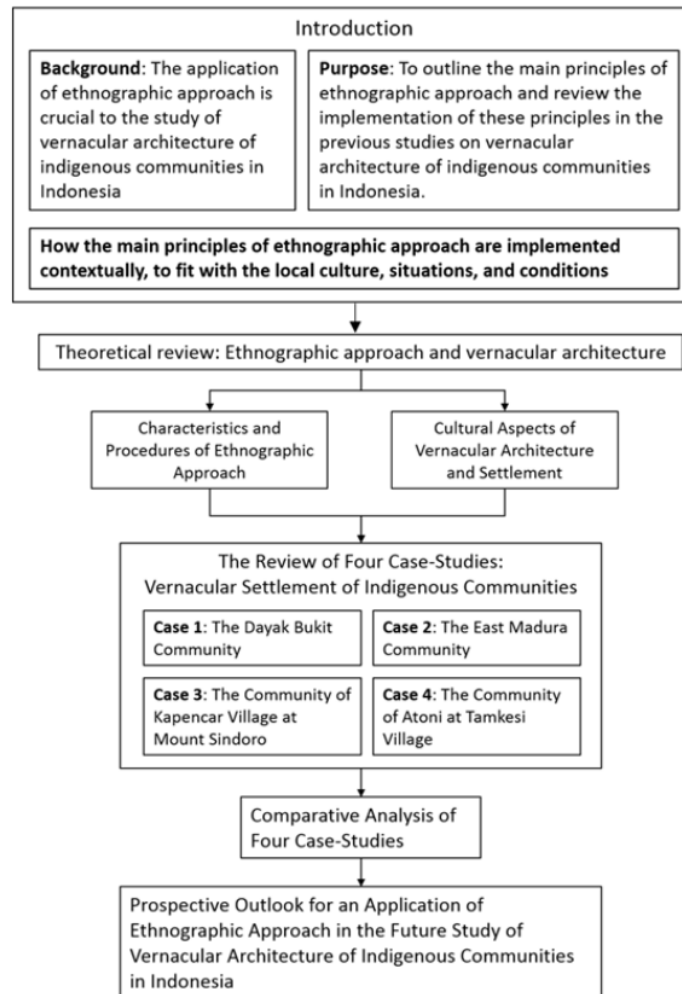 Introduction
Background: The application
of ethnographic approach is
crucial to the study of
vernacular architecture of
indigenous communities in
Indonesia
Purpose: To outline the main principles of
ethnographic approach and review the
implementation of these principles in the
previous studies on vernacular
architecture of indigenous communities
in Indonesia.
How the main principles of ethnographic approach are implemented
contextually, to fit with the local culture, situations, and conditions
Theoretical review: Ethnographic approach and vernacular architecture
Characteristics and
Procedures of Ethnographic
Approach
Cultural Aspects of
Vernacular Architecture
and Settlement
The Review of Four Case-Studies:
Vernacular Settlement of Indigenous Communities
Case 1: The Dayak Bukit
Community
Case 2: The East Madura
Community
Case 3: The Community of
Kapencar Village at
Mount Sindoro
Case 4: The Community
of Atoni at Tamkesi
Village
Comparative Analysis of
Four Case-Studies
Prospective Outlook for an Application of
Ethnographic Approach in the Future Study of
Vernacular Architecture of Indigenous Communities
in Indonesia